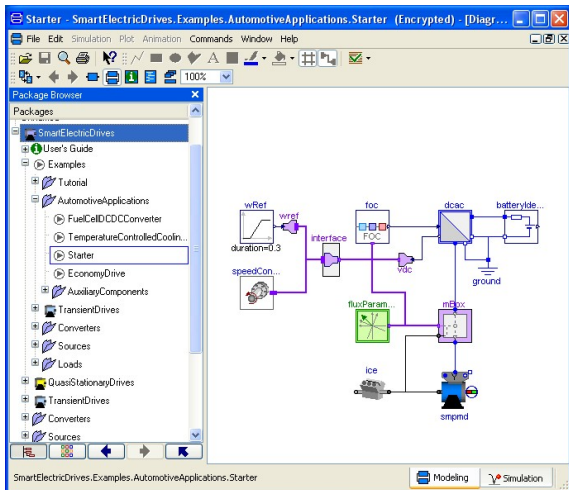 Starter - SmartElectricDrives.Examples.AutomotiveApplications.Starter (Encrypted) - [Diagr...
File Edit Simulation Plot Animation Commands Window Help
100%
Package Browser
Packages
SmartElectricDrives
User's Guide
Examples
Tutorial
AutomotiveApplications
FuelCellDCDCConverter
TemperatureControlledCoolin...
Starter
EconomyDrive
AuxiliaryComponents
TransientDrives
Converters
Sources
Loads
QuasiStationaryDrives
TransientDrives
Converters
Sources
wRef
wref
duration=0.3
speedCon...
interface
foc
FOC
vdc
dcac
batteryIde...
ground
fluxParam...
mBox
ice
smpmd
SmartElectricDrives.Examples.AutomotiveApplications.Starter
Modeling
Simulation